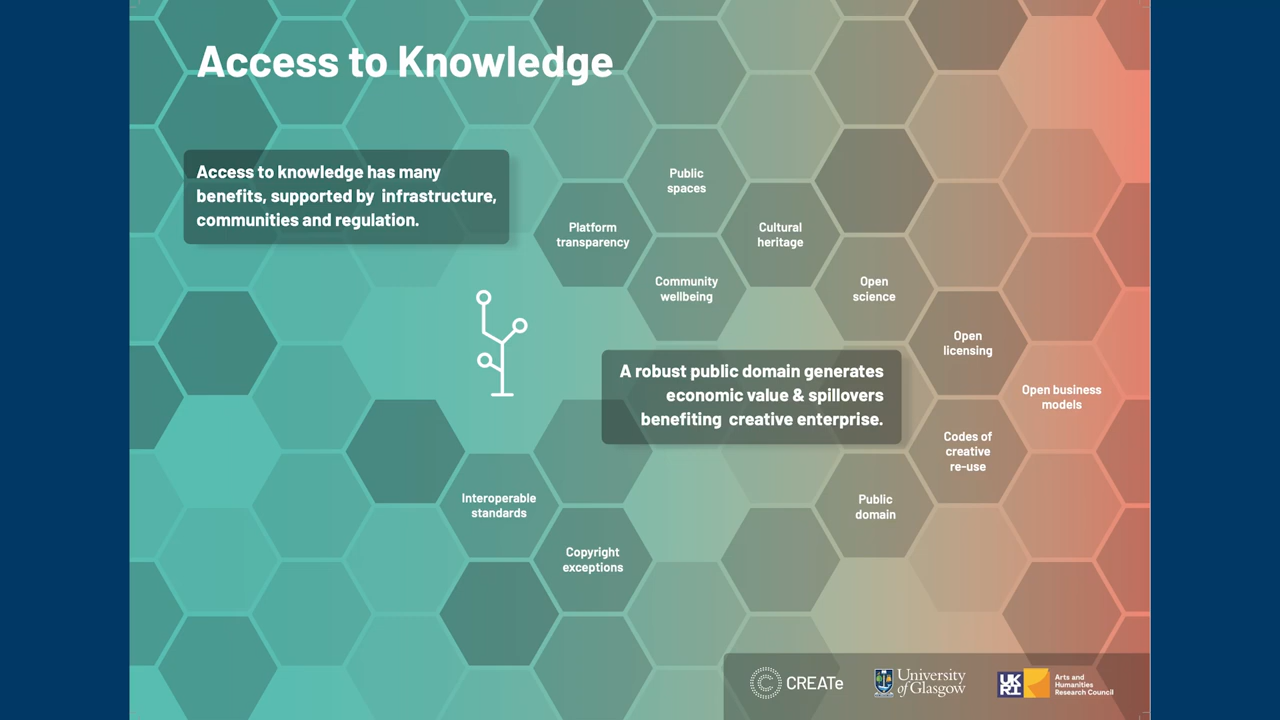 Access to Knowledge
Access to knowledge has many
benefits, supported by infrastructure,
communities and regulation.
Public
spaces
Platform
transparency
Cultural
heritage
Community
wellbeing
Open
science
Open
licensing
A robust public domain generates
economic value & spillovers
benefiting creative enterprise.
Open business
models
Codes of
creative
re-use
Interoperable
standards
Public
domain
Copyright
exceptions
CREATe
University
of Glasgow
UK
RI
Arts and
Humanities
Research Council